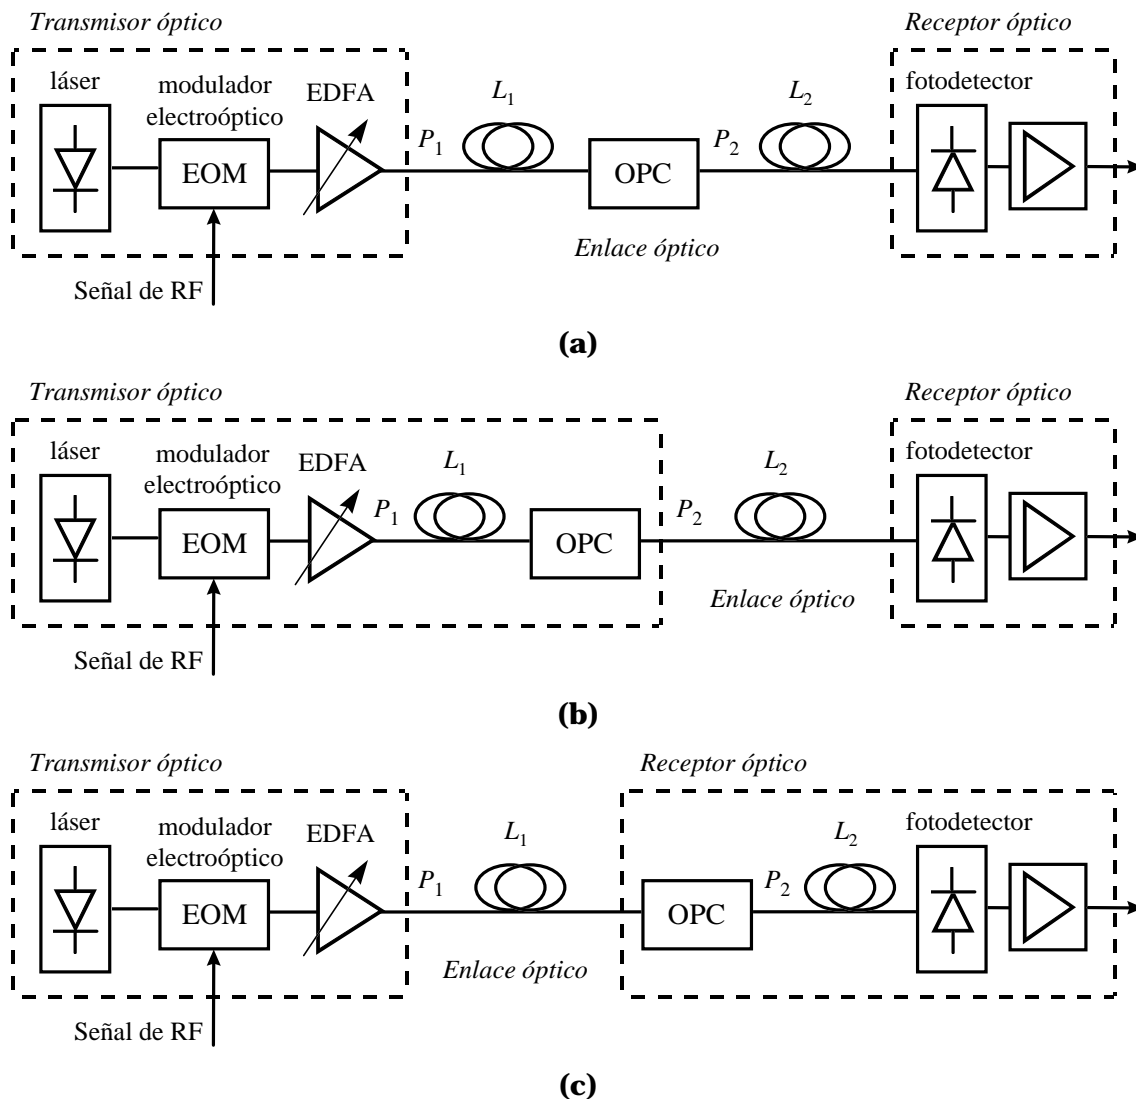 Transmisor óptico
Receptor óptico
láser
modulador
electroóptico
EDFA
L1
L2
fotodetector
P1
P2
EOM
OPC
Enlace óptico
Señal de RF
(a)
Transmisor óptico
Receptor óptico
láser
modulador
electroóptico
EDFA
L1
L2
fotodetector
P1
P2
EOM
OPC
Enlace óptico
Señal de RF
(b)
Transmisor óptico
Receptor óptico
láser
modulador
electroóptico
EDFA
L1
L2
fotodetector
P1
P2
EOM
OPC
Enlace óptico
Señal de RF
(c)